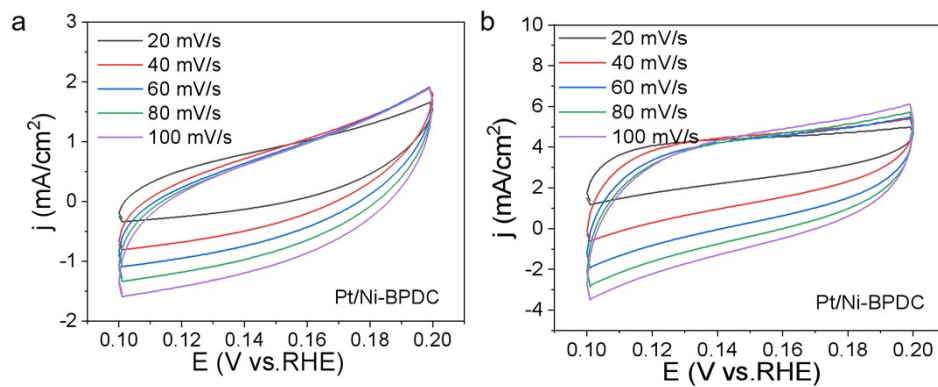 a
3
2
1
0
-1
-2
j (mA/cm2)
20 mV/s
40 mV/s
60 mV/s
80 mV/s
100 mV/s
Pt/Ni-BPDC
0.10 0.12 0.14 0.16 0.18 0.20
E (V vs.RHE)
b
10
8
6
4
2
0
-2
-4
j (mA/cm2)
20 mV/s
40 mV/s
60 mV/s
80 mV/s
100 mV/s
Pt/Ni-BPDC
0.10 0.12 0.14 0.16 0.18 0.20
E (V vs.RHE)